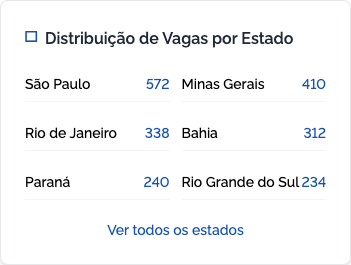 Distribuição de Vagas por Estado
São Paulo 572 Minas Gerais 410
Rio de Janeiro 338 Bahia 312
Paraná 240 Rio Grande do Sul 234
Ver todos os estados